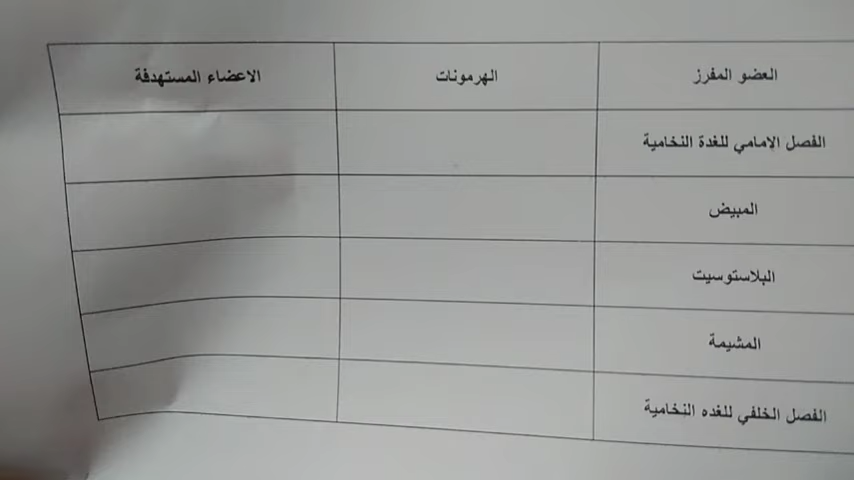 العضو المفرز الهرمونات الاعضاء المستهدفة
الفصل الامامي للغدة النخامية
المبيض
البلاستوسيت
المشيمة
الفصل الخلفي للغده النخامية